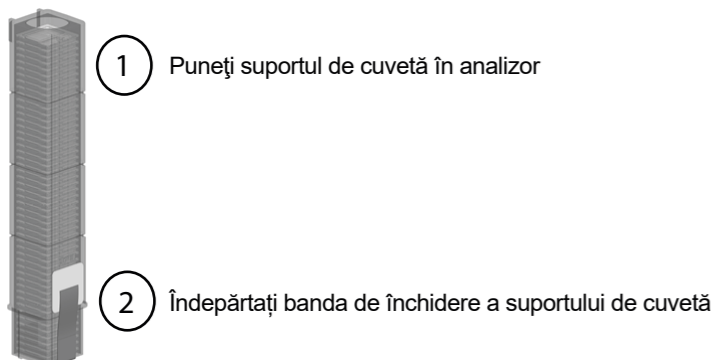 1 Puneţi suportul de cuvetă în analizor
2 Îndepărtați banda de închidere a suportului de cuvetă